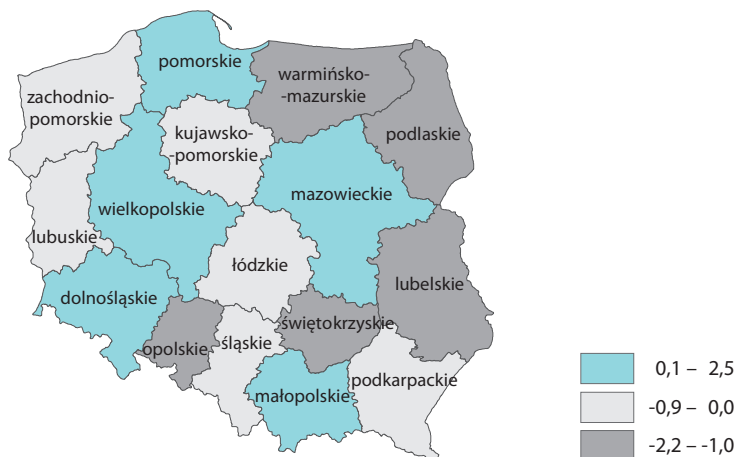 pomorskie
warmińsko-
-mazurskie
zachodnio-
pomorskie
kujawsko-
-pomorskie
podlaskie
mazowieckie
wielkopolskie
lubuskie
łódzkie
lubelskie
dolnośląskie
świętokrzyskie
opolskie
śląskie
podkarpackie
małopolskie
0,1 – 2,5
-0,9 – 0,0
-2,2 – -1,0